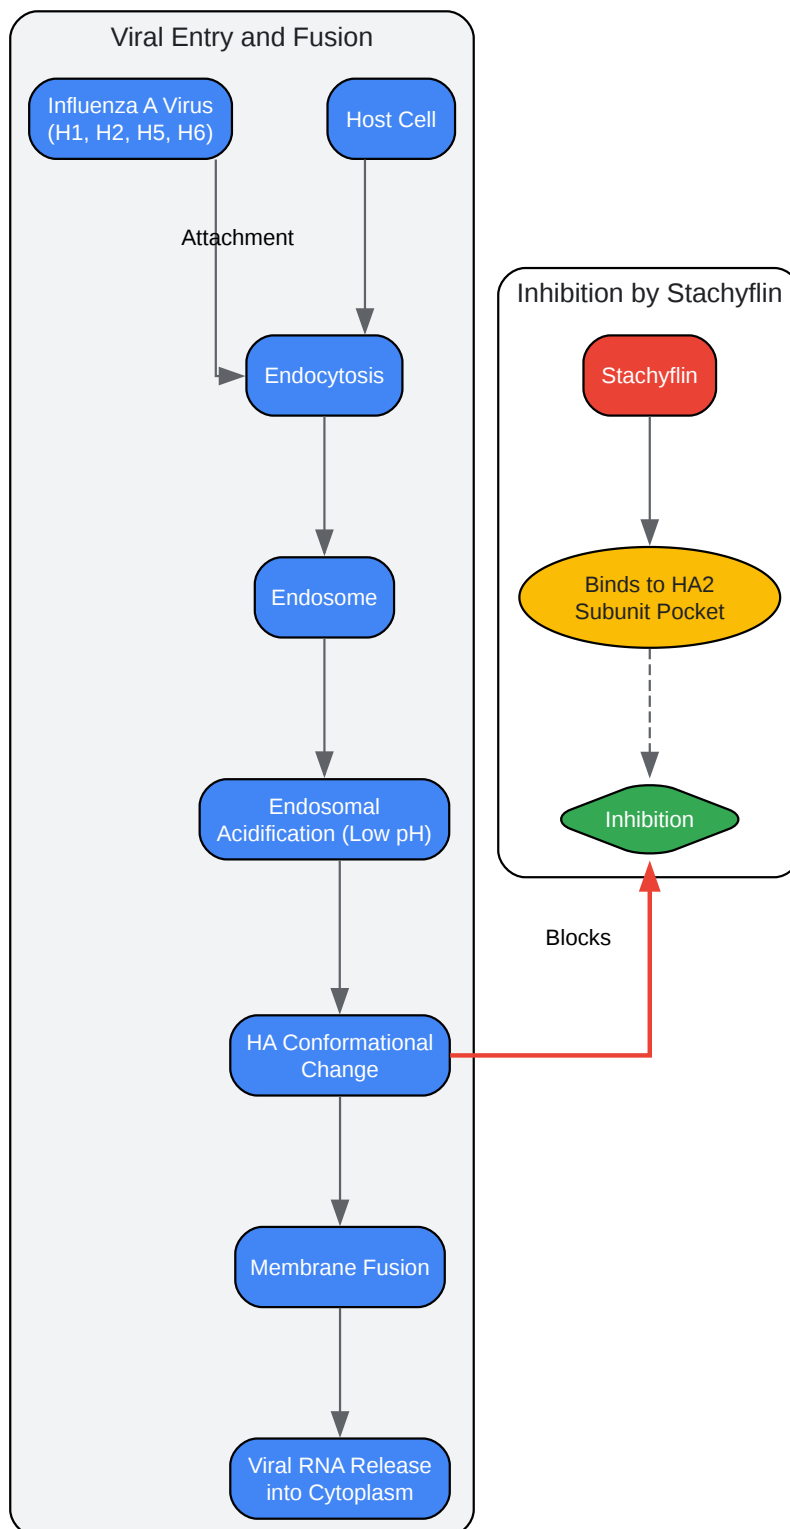 Viral Entry and Fusion
Influenza A Virus
(H1, H2, H5, H6)
Host Cell
Attachment
Endocytosis
Endosome
Endosomal
Acidification (Low pH)
HA Conformational
Change
Membrane Fusion
Viral RNA Release
into Cytoplasm
Inhibition by Stachyflin
Stachyflin
Binds to HA2
Subunit Pocket
Inhibition
Blocks